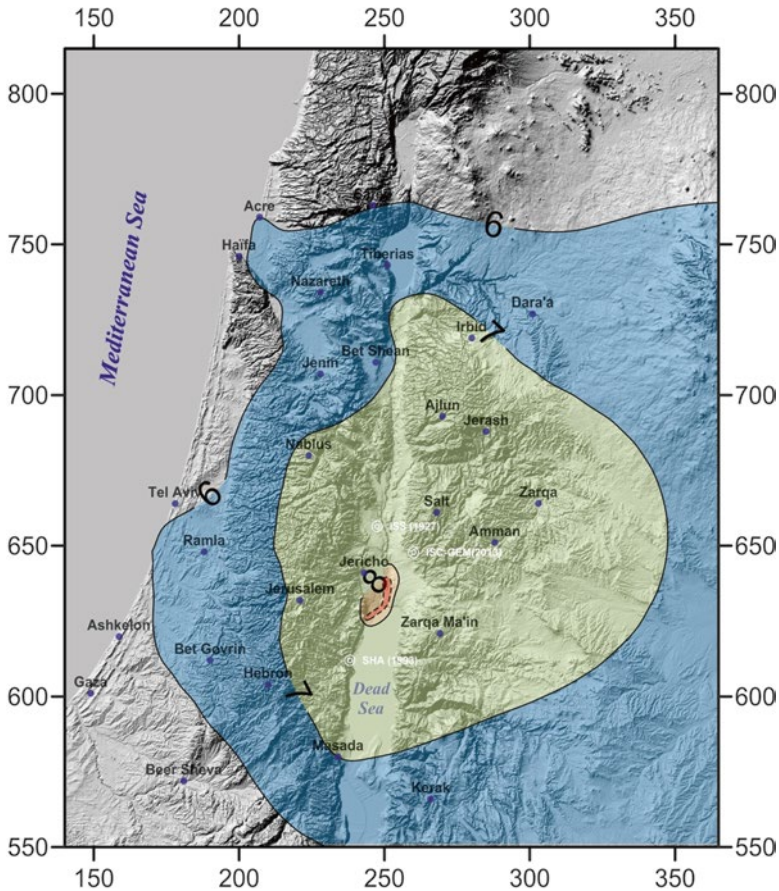 150 200 250 300 350
800 800
Acre
6
Haïfa
750 750
Tiberias
Nazareth
Dara'a
Mediterranean Sea
Irbid
7
Bet Shean
Jenin
700 700
Ajlun
Jerash
Nablus
Tel Aviv
6
Salt
Zarqa
ISS (1927)
Amman
Ramla
650 650
ISC-GEM(2013)
Jericho
8
Jerusalem
Ashkelon
Zarqa Ma'in
Bet Govrin
SHA (1993)
Hebron
Gaza
7
600 600
Dead
Sea
Masada
Beer Sheva
Kerak
550 550
150 200 250 300 350